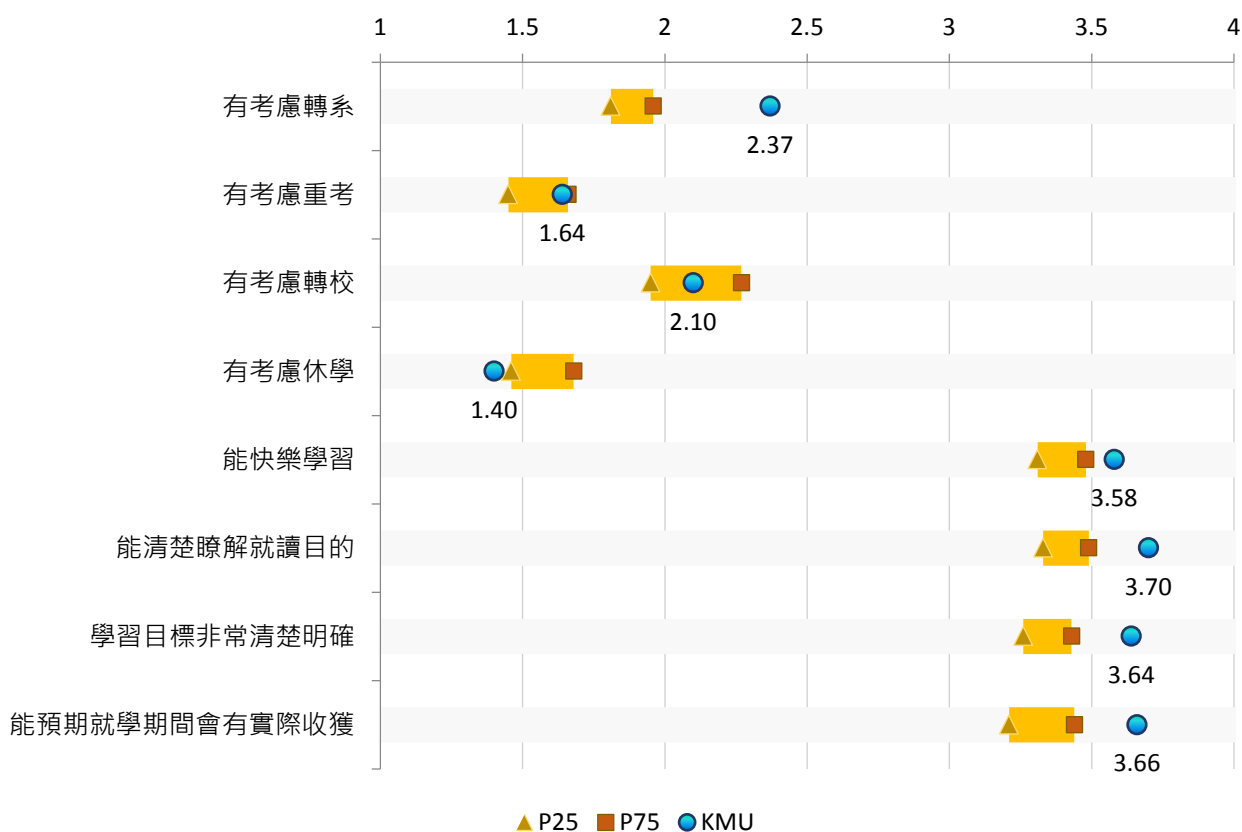 1 1.5 2 2.5 3 3.5 4
有考慮轉系
2.37
有考慮重考
1.64
有考慮轉校
2.10
有考慮休學
1.40
能快樂學習
3.58
能清楚瞭解就讀目的
3.70
學習目標非常清楚明確
3.64
能預期就學期間會有實際收獲
3.66
P25 P75 KMU